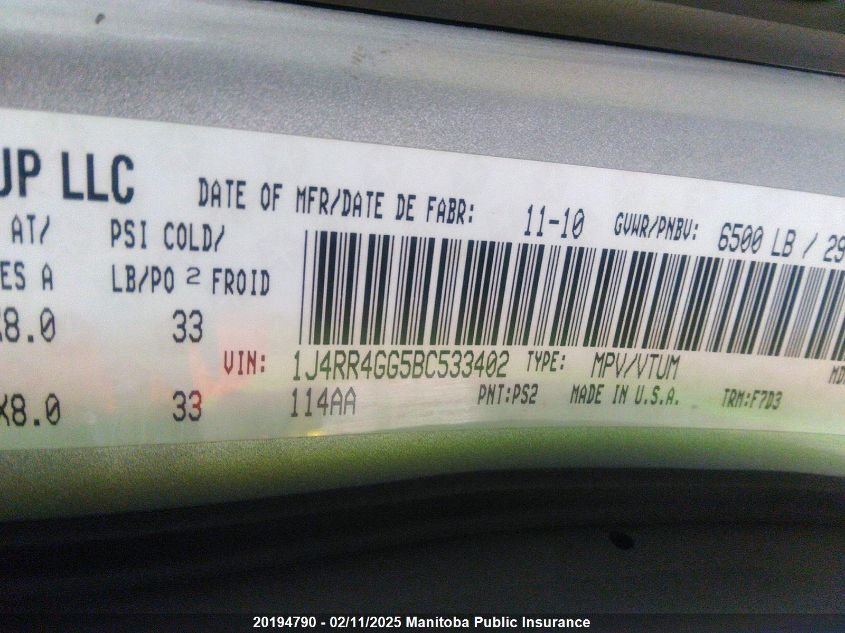 UP LLC
DATE OF MFR/DATE DE FABR: 11-10 GVWR/PNBV: 6500 LB / 29
AT/ PSI COLD/
ES A LB/PO 2 FROID
X8.0 33
VIN: 1J4RR4GG5BC533402 TYPE: MPV/VTUM MD
X8.0 33 114AA PNT:PS2 MADE IN U.S.A. TRM:F7D3
20194790 - 02/11/2025 Manitoba Public Insurance